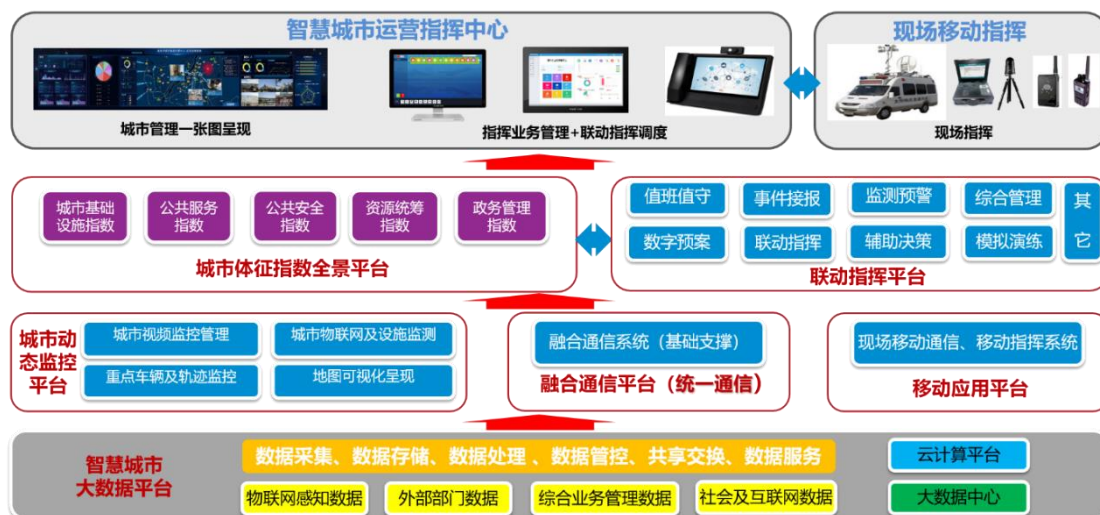 智慧城市运营指挥中心
城市管理一张图呈现
指挥业务管理+联动指挥调度
现场移动指挥
现场指挥
城市基础
设施指数
公共服务
指数
公共安全
指数
资源统筹
指数
政务管理
指数
城市体征指数全景平台
值班值守
事件接报
监测预警
综合管理
其
它
数字预案
联动指挥
辅助决策
模拟演练
联动指挥平台
城市动
态监控
平台
城市视频监控管理
城市物联网及设施监测
重点车辆及轨迹监控
地图可视化呈现
融合通信系统（基础支撑）
融合通信平台（统一通信）
现场移动通信、移动指挥系统
移动应用平台
智慧城市
大数据平台
数据采集、数据存储、数据处理 、数据管控、共享交换、数据服务
物联网感知数据
外部部门数据
综合业务管理数据
社会及互联网数据
云计算平台
大数据中心